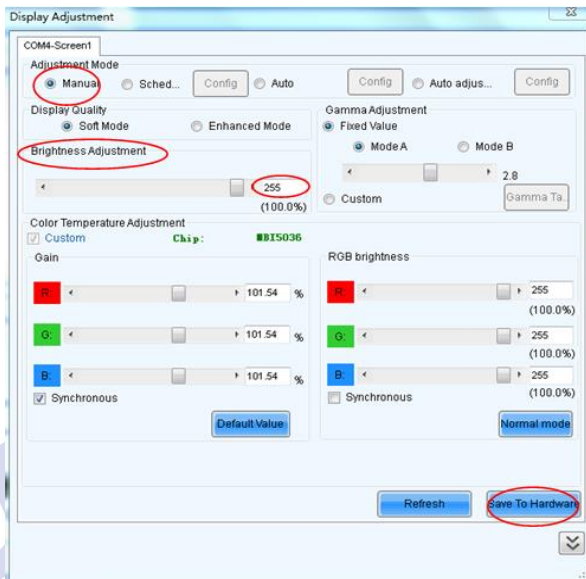 Display Adjustment
COM4-Screen1
Adjustment Mode
Manual Sched... Config Auto Config Auto adjus... Config
Display Quality
Soft Mode Enhanced Mode
Brightness Adjustment
255
(100.0%)
Gamma Adjustment
Fixed Value
Mode A Mode B
2.8
Custom Gamma Ta..
Color Temperature Adjustment
Custom Chip: MBI5036
Gain
R: 101.54 %
G: 101.54 %
B: 101.54 %
Synchronous
Default Value
RGB brightness
R: 255
(100.0%)
G: 255
(100.0%)
B: 255
(100.0%)
Synchronous
Normal mode
Refresh Save To Hardware